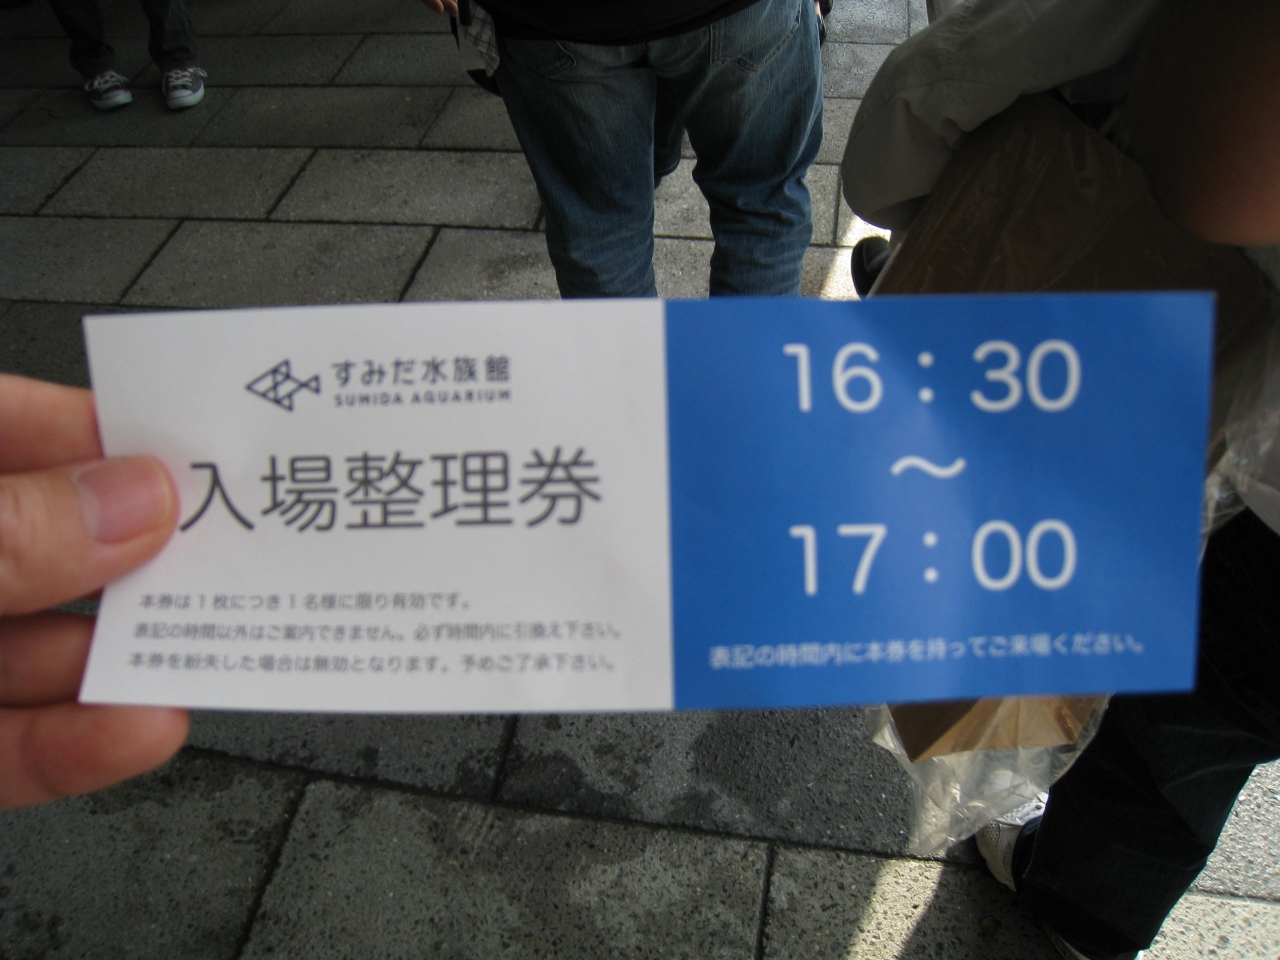 すみだ水族館
SUMIDA AQUARIUM
入場整理券
本券は1枚につき1名様に限り有効です。
表記の時間以外はご案内できません。必ず時間内に引換え下さい。
本券を紛失した場合は無効となります。予めご了承下さい。
16：30
〜
17：00
表記の時間内に本券を持ってご来場ください。